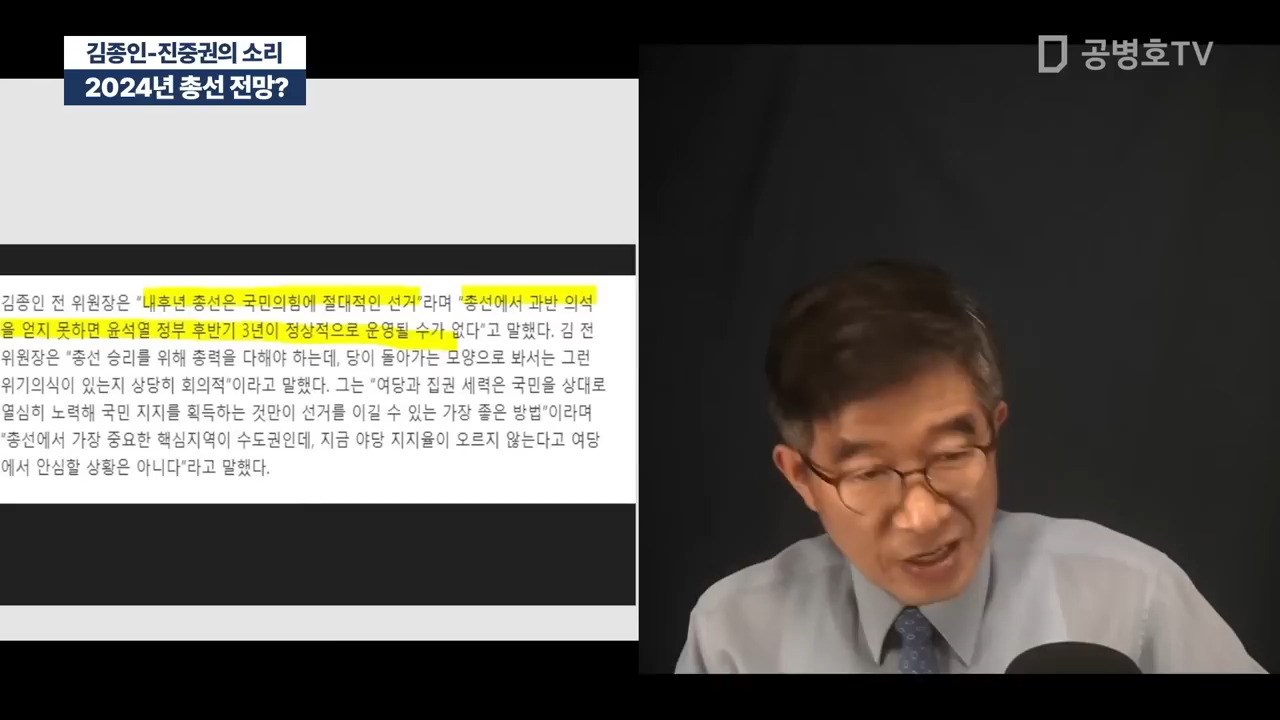 김종인-진중권의 소리
2024년 총선 전망?
공병호TV
김종인 전 위원장은 "내후년 총선은 국민의힘에 절대적인 선거"라며 "총선에서 과반 의석
을 얻지 못하면 윤석열 정부 후반기 3년이 정상적으로 운영될 수가 없다"고 말했다. 김 전
위원장은 "총선 승리를 위해 총력을 다해야 하는데, 당이 돌아가는 모양으로 봐서는 그런
위기의식이 있는지 상당히 회의적"이라고 말했다. 그는 "여당과 집권 세력은 국민을 상대로
열심히 노력해 국민 지지를 획득하는 것만이 선거를 이길 수 있는 가장 좋은 방법"이라며
"총선에서 가장 중요한 핵심지역이 수도권인데, 지금 야당 지지율이 오르지 않는다고 여당
에서 안심할 상황은 아니다"라고 말했다.